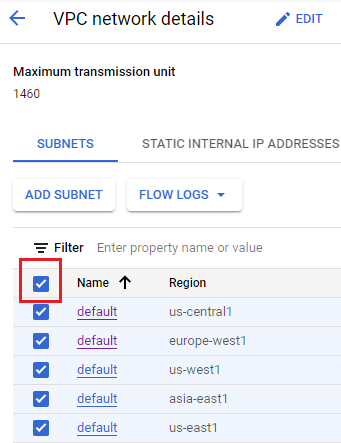 VPC network details EDIT
Maximum transmission unit
1460
SUBNETS STATIC INTERNAL IP ADDRESSES
ADD SUBNET FLOW LOGS
Filter Enter property name or value
Name Region
default us-central1
default europe-west1
default us-west1
default asia-east1
default us-east1